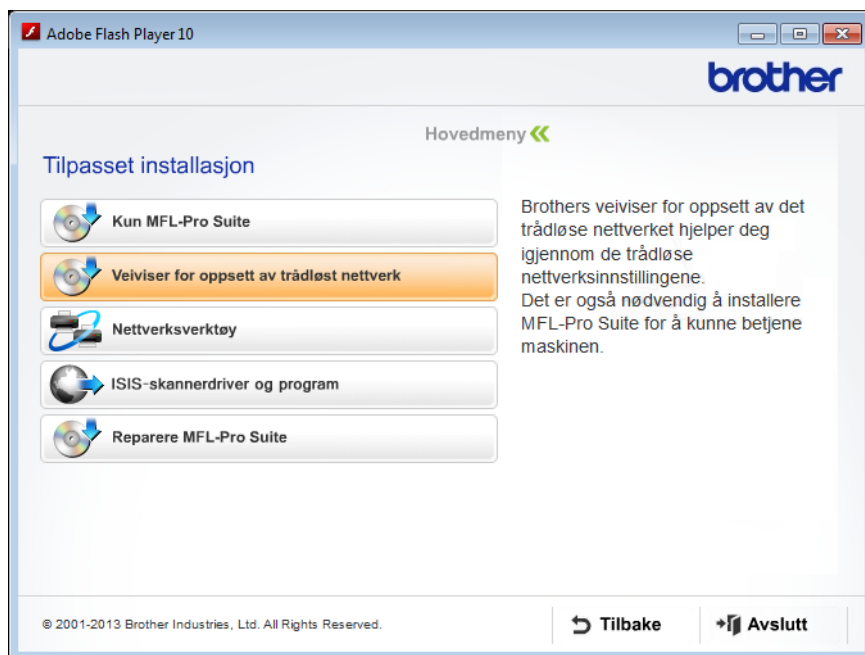 Adobe Flash Player 10
brother
Hovedmeny
Tilpasset installasjon
Kun MFL-Pro Suite
Veiviser for oppsett av trådløst nettverk
Nettverksverktøy
ISIS-skannerdriver og program
Reparere MFL-Pro Suite
Brothers veiviser for oppsett av det
trådløse nettverket hjelper deg
igjennom de trådløse
nettverksinnstillingene.
Det er også nødvendig å installere
MFL-Pro Suite for å kunne betjene
maskinen.
© 2001-2013 Brother Industries, Ltd. All Rights Reserved.
Tilbake
Avslutt